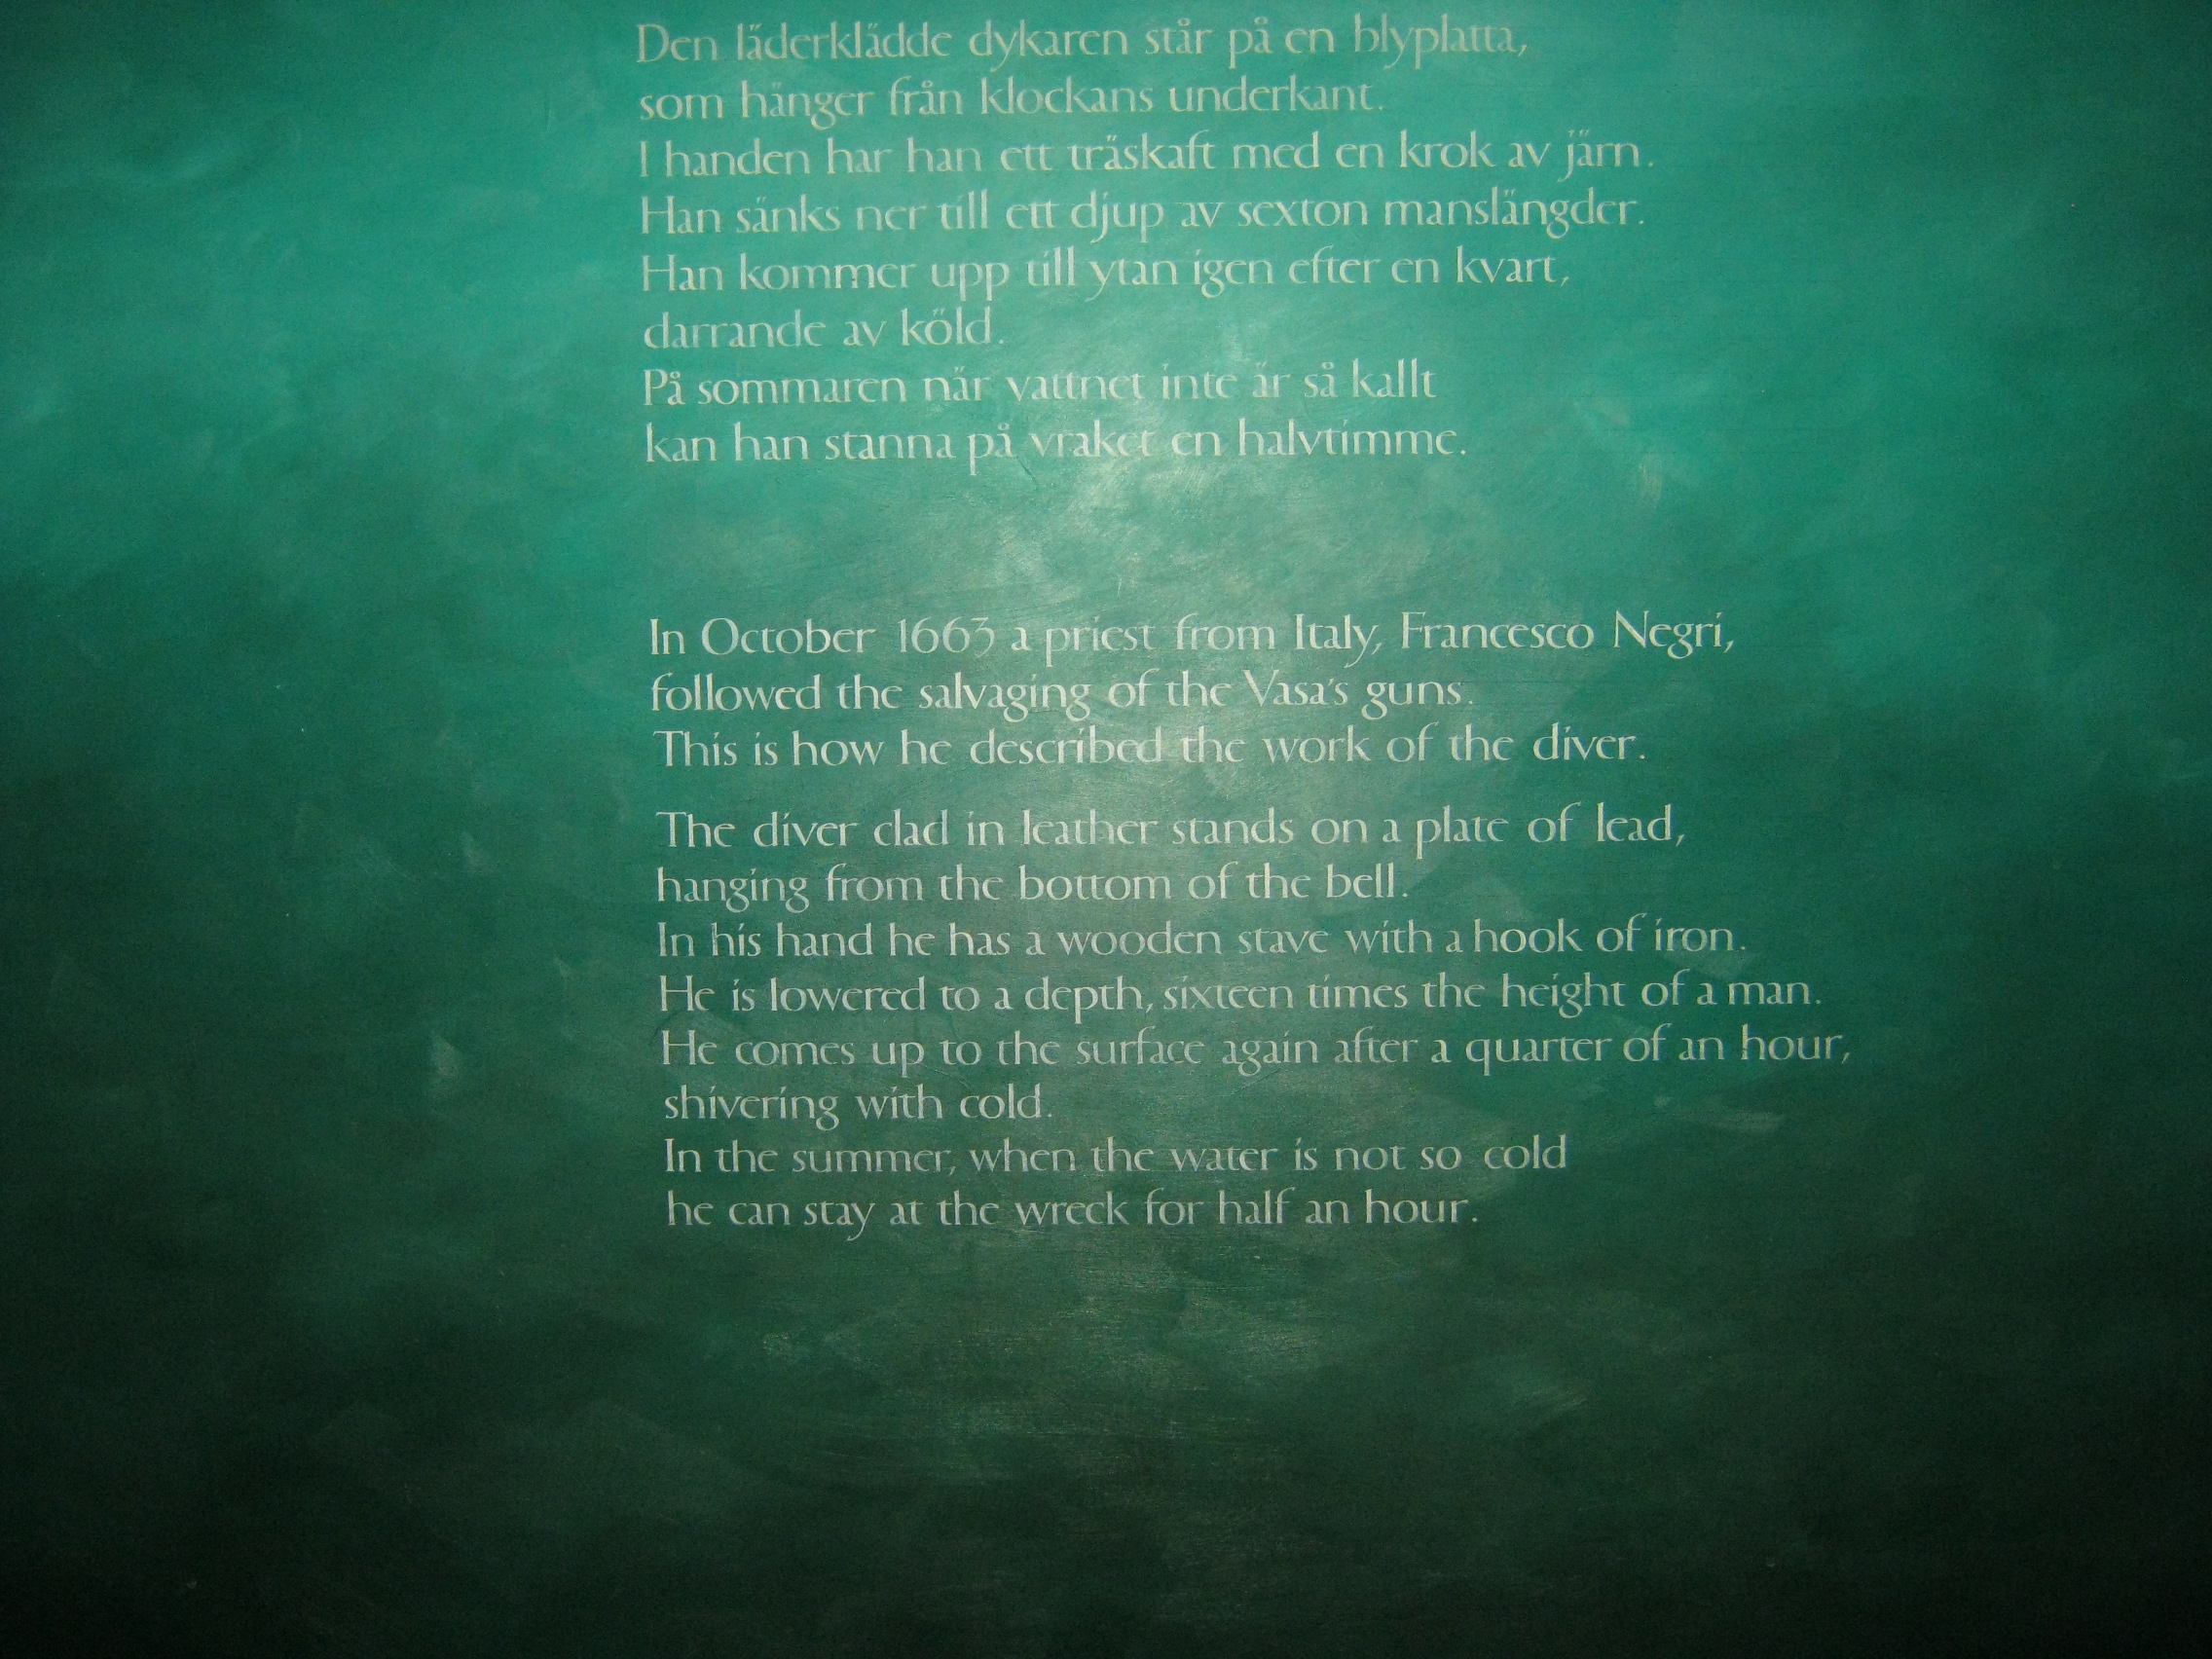 Den läderklädde dykaren står på en blyplatta,
som hänger från klockans underkant.
I handen har han ett träskaft med en krok av järn.
Han sänks ner till ett djup av sexton manslängder.
Han kommer upp till ytan igen efter en kvart,
darrande av köld.
På sommaren när vattnet inte är så kallt
kan han stanna på vraket en halvtimme.
In October 1663 a priest from Italy, Francesco Negri,
followed the salvaging of the Vasa's guns.
This is how he described the work of the diver.
The diver clad in leather stands on a plate of lead,
hanging from the bottom of the bell.
In his hand he has a wooden stave with a hook of iron.
He is lowered to a depth, sixteen times the height of a man.
He comes up to the surface again after a quarter of an hour,
shivering with cold.
In the summer, when the water is not so cold
he can stay at the wreck for half an hour.